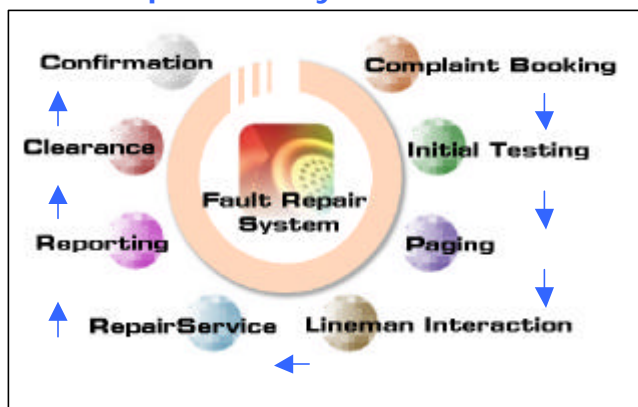 Confirmation
Complaint Booking
Clearance
Initial Testing
Fault Repair
System
Reporting
Paging
RepairService
Lineman Interaction